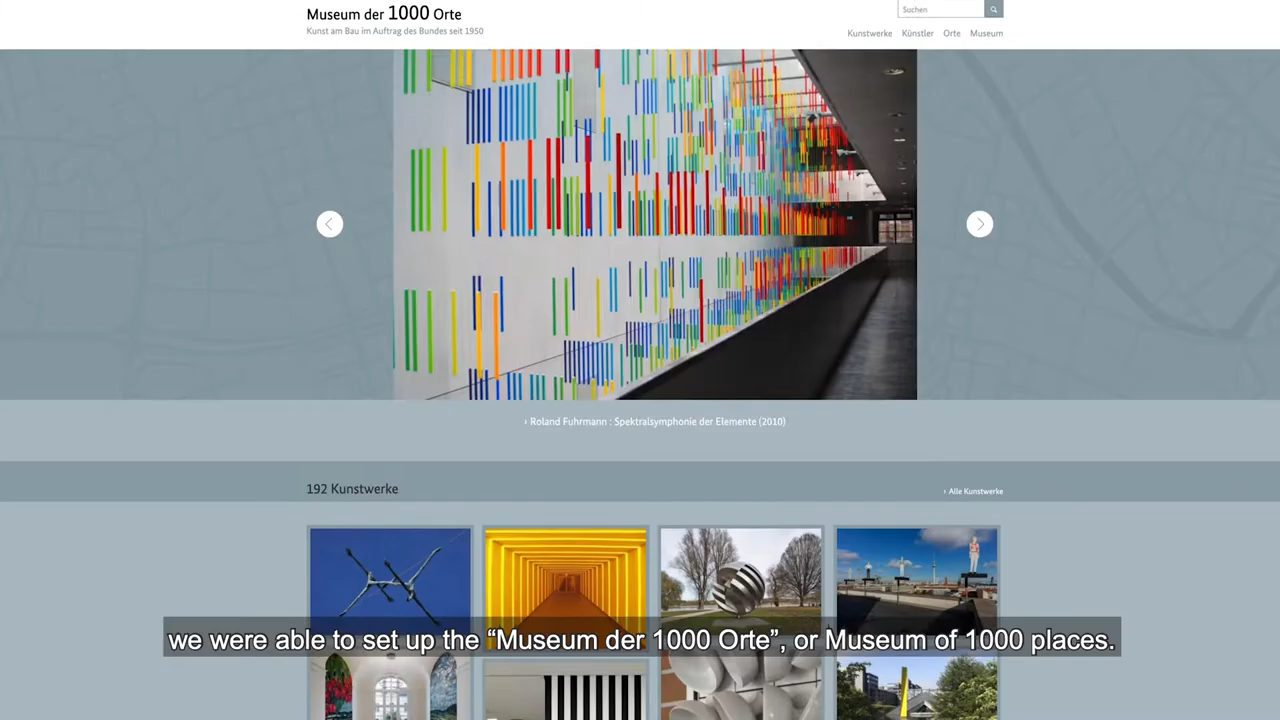 Museum der 1000 Orte
Kunst am Bau im Auftrag des Bundes seit 1950
Suchen
Kunstwerke Künstler Orte Museum
‹ Roland Fuhrmann : Spektralsymphonie der Elemente (2010)
192 Kunstwerke
‹ Alle Kunstwerke
we were able to set up the “Museum der 1000 Orte”, or Museum of 1000 places.